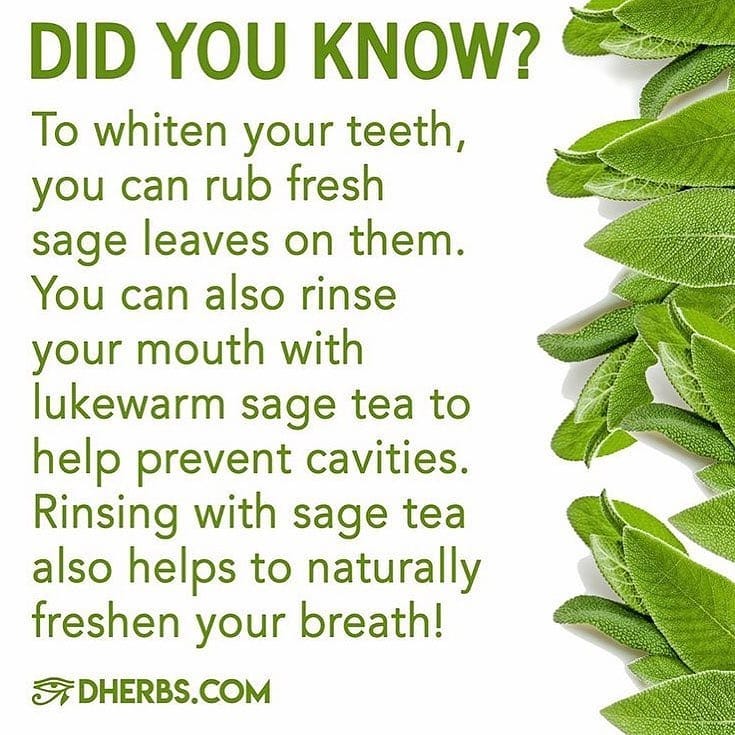 DID YOU KNOW?
To whiten your teeth,
you can rub fresh
sage leaves on them.
You can also rinse
your mouth with
lukewarm sage tea to
help prevent cavities.
Rinsing with sage tea
also helps to naturally
freshen your breath!
DHERBS.COM